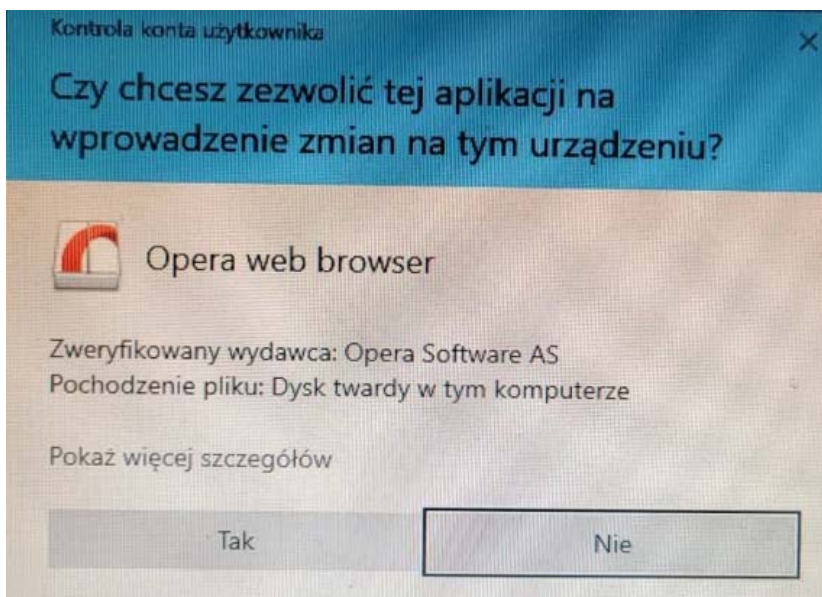 Kontrola konta użytkownika
Czy chcesz zezwolić tej aplikacji na
wprowadzenie zmian na tym urządzeniu?
Opera web browser
Zweryfikowany wydawca: Opera Software AS
Pochodzenie pliku: Dysk twardy w tym komputerze
Pokaż więcej szczegółów
Tak
Nie